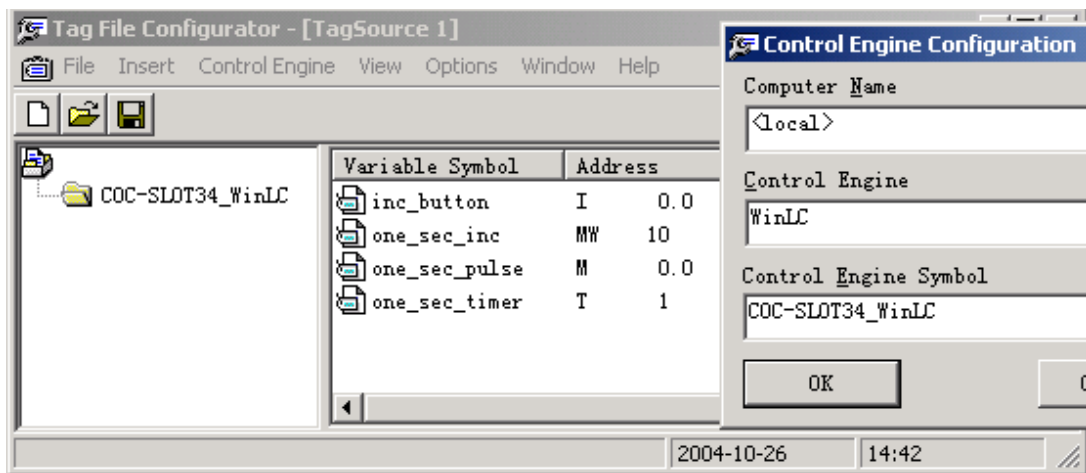 Tag File Configurator - [TagSource 1]
File Insert Control Engine View Options Window Help
COC-SLOT34_WinLC
Variable Symbol Address
inc_button I 0.0
one_sec_inc MW 10
one_sec_pulse M 0.0
one_sec_timer T 1
2004-10-26 14:42
Control Engine Configuration
Computer Name
<local>
Control Engine
WinLC
Control Engine Symbol
COC-SLOT34_WinLC
OK